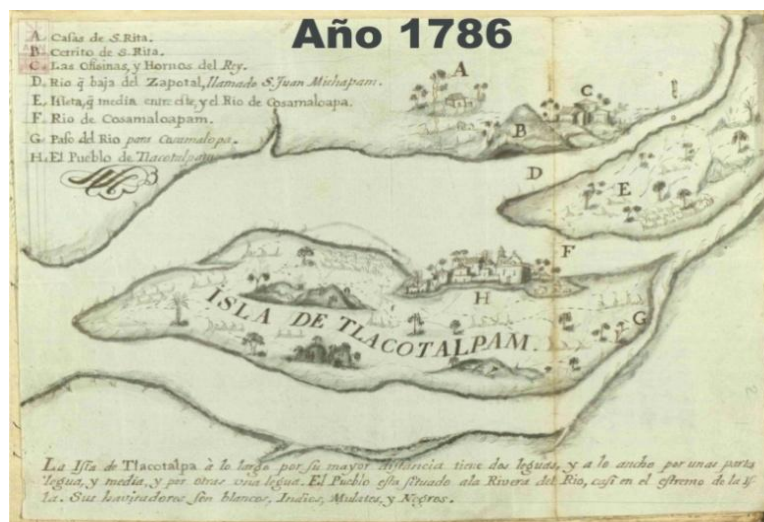 Año 1786
A. Casas de S. Rita.
B. Cerrito de S. Rita.
C. Las Ofisinas, y Hornos del Rey.
D. Rio q̃ baja del Zapotal, llamado S. Juan Michapam.
E. Isleta, q̃ media entre este, y el Rio de Cosamaloapa.
F. Rio de Cosamaloapam.
G. Paso del Rio para Cosamalopa.
H. El Pueblo de Tlacotalpam
A
B
C
D
E
F
G
H
ISLA DE TLACOTALPAM.
La Isla de Tlacotalpa à lo largo por su mayor distancia tiene dos leguas, y a lo ancho por unas partes
legua, y media, y por otras una legua. El Pueblo esta situado ala Rivera del Rio, casi en el estremo de la Is-
la. Sus havitadores son blancos, Indios, Mulatos, y Negros.